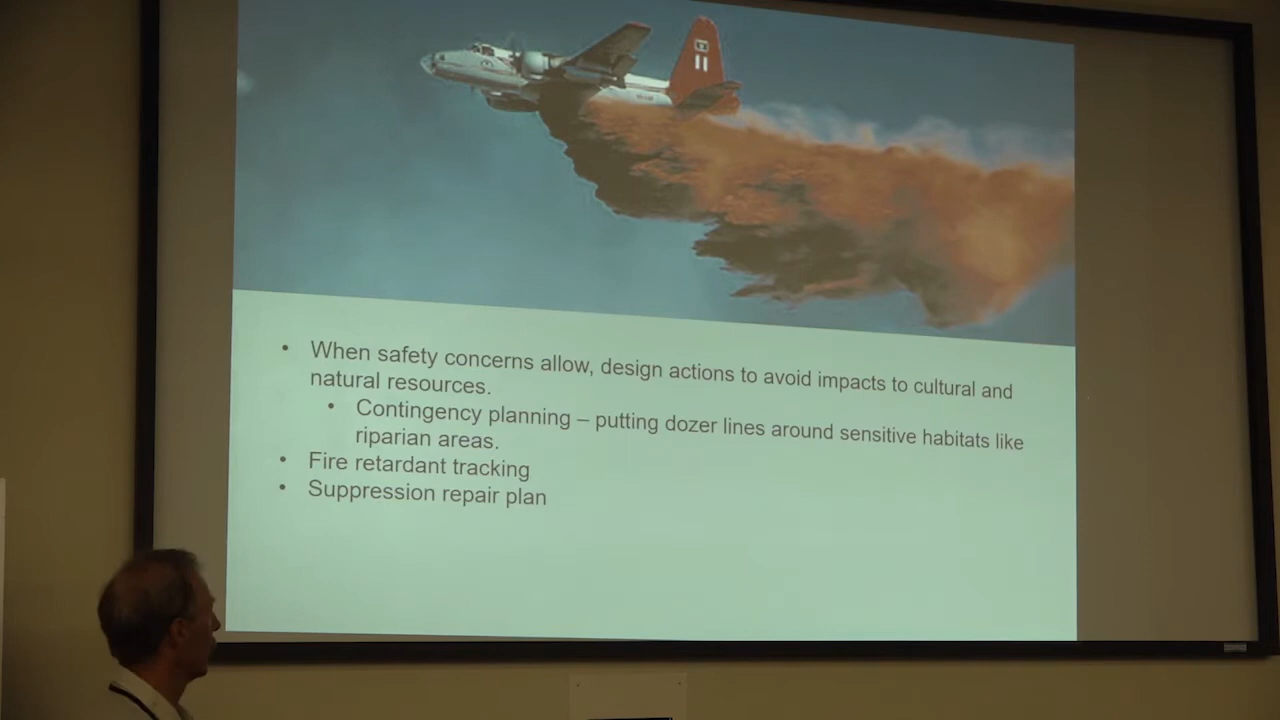 11
• When safety concerns allow, design actions to avoid impacts to cultural and
natural resources.
• Contingency planning – putting dozer lines around sensitive habitats like
riparian areas.
• Fire retardant tracking
• Suppression repair plan